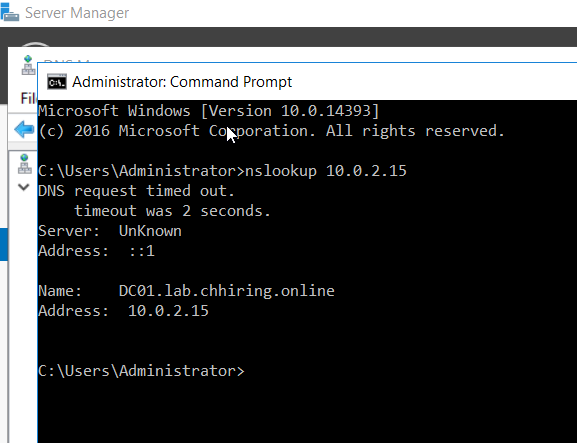 Server Manager
Administrator: Command Prompt
Fil
Microsoft Windows [Version 10.0.14393]
(c) 2016 Microsoft Corporation. All rights reserved.
C:\Users\Administrator>nslookup 10.0.2.15
DNS request timed out.
    timeout was 2 seconds.
Server:  UnKnown
Address:  ::1
Name:    DC01.lab.chhiring.online
Address:  10.0.2.15
C:\Users\Administrator>